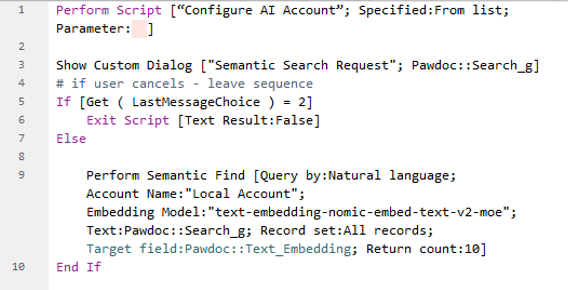 1 Perform Script [“Configure AI Account”; Specified:From list;
Parameter: ]
2
3 Show Custom Dialog ["Semantic Search Request"; Pawdoc::Search_g]
4 # if user cancels - leave sequence
5 If [Get ( LastMessageChoice ) = 2]
6 Exit Script [Text Result:False]
7 Else
8
9 Perform Semantic Find [Query by:Natural language;
Account Name:"Local Account";
Embedding Model:"text-embedding-nomic-embed-text-v2-moe";
Text:Pawdoc::Search_g; Record set:All records;
Target field:Pawdoc::Text_Embedding; Return count:10]
10 End If